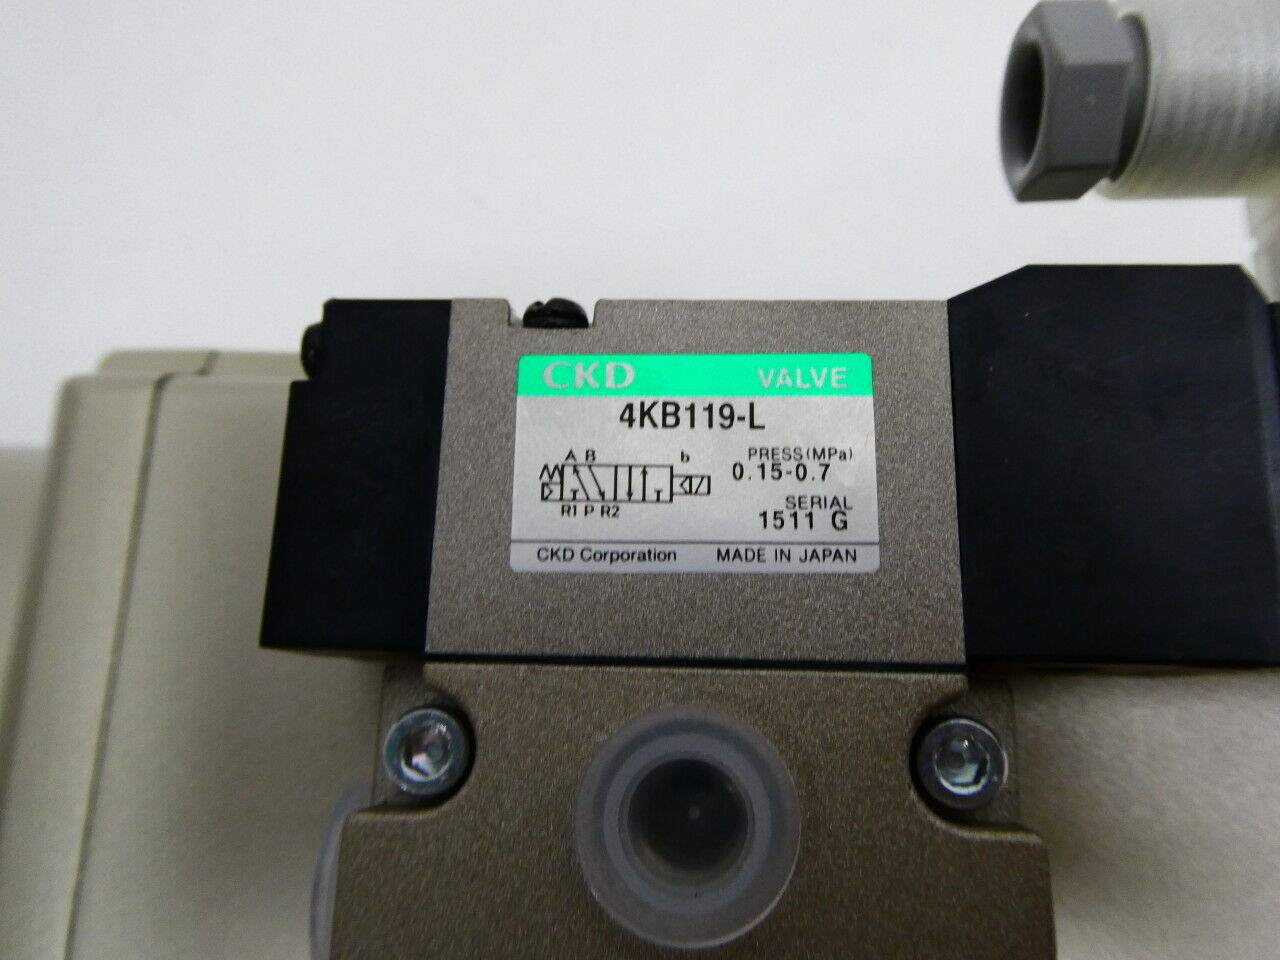 CKD VALVE
4KB119-L
A B b
PRESS(MPa)
0.15-0.7
R1 P R2
SERIAL
1511 G
CKD Corporation MADE IN JAPAN